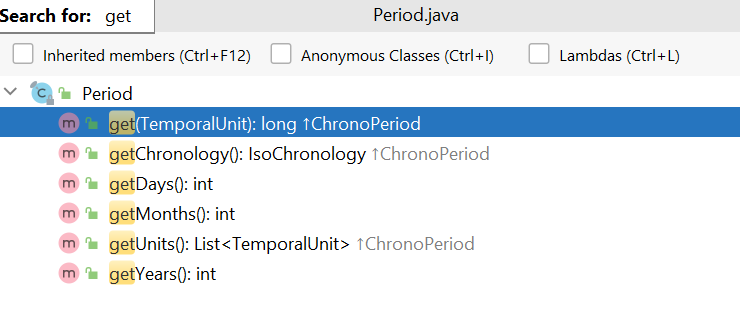 Search for: get Period.java
Inherited members (Ctrl+F12) Anonymous Classes (Ctrl+I) Lambdas (Ctrl+L)
C Period
m get(TemporalUnit): long ↑ChronoPeriod
m getChronology(): IsoChronology ↑ChronoPeriod
m getDays(): int
m getMonths(): int
m getUnits(): List<TemporalUnit> ↑ChronoPeriod
m getYears(): int